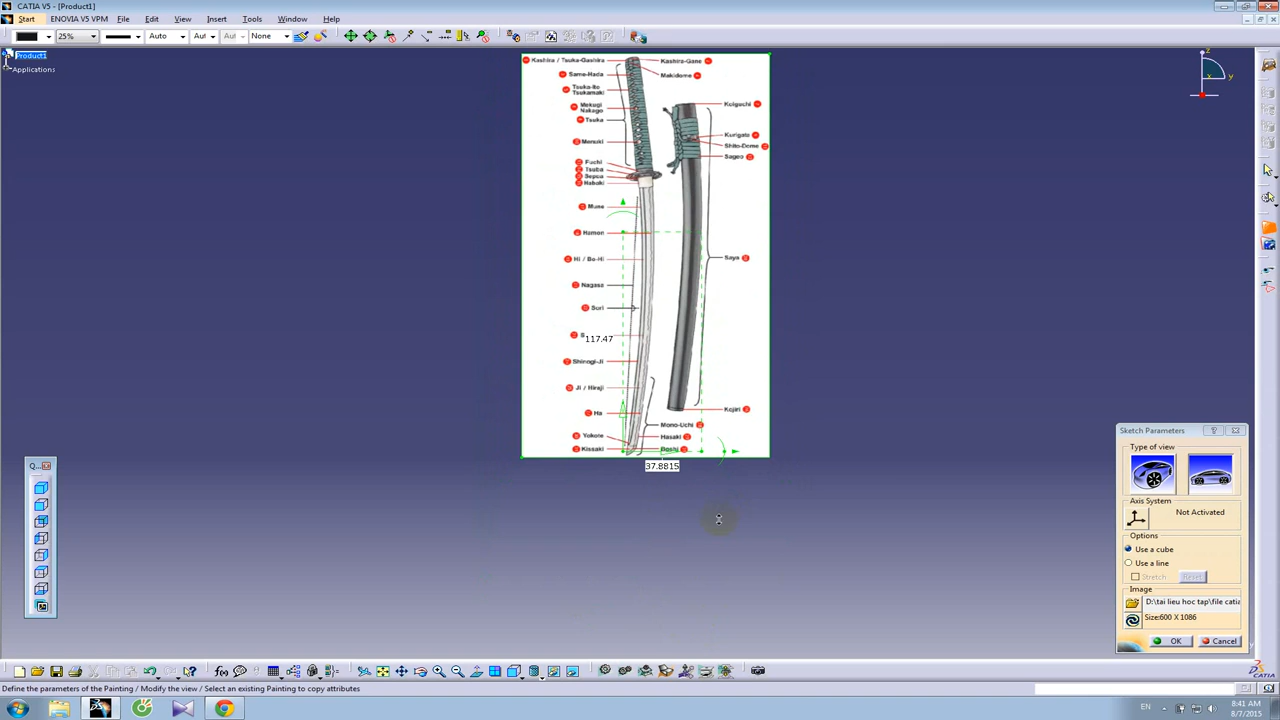 CATIA V5 - [Product1]
Start ENOVIA V5 VPM File Edit View Insert Tools Window Help
25% Auto Aut Aut None
Product1
Applications
z
y
Kashira / Tsuka-Gashira
Kashira-Gane
Same-Hada
Makidome
Tsuka-Ito
Tsukamaki
Mekugi
Nakago
Koiguchi
Tsuka
Kurigata
Menuki
Shito-Dome
Sageo
Fuchi
Tsuba
Seppa
Habaki
Mune
Hamon
Hi / Bo-Hi
Saya
Nagasa
Sori
S
117.47
Shinogi-Ji
Ji / Hiraji
Ha
Kojiri
Mono-Uchi
Yokote
Hasaki
Kissaki
Boshi
37.8815
Q...
Sketch Parameters
Type of view
Axis System
Not Activated
Options
Use a cube
Use a line
Stretch Reset
Image
D:\tai lieu hoc tap\file catia
Size:600 X 1086
OK Cancel
CATIA
Define the parameters of the Painting / Modify the view / Select an existing Painting to copy attributes
EN
8:41 AM
8/7/2015